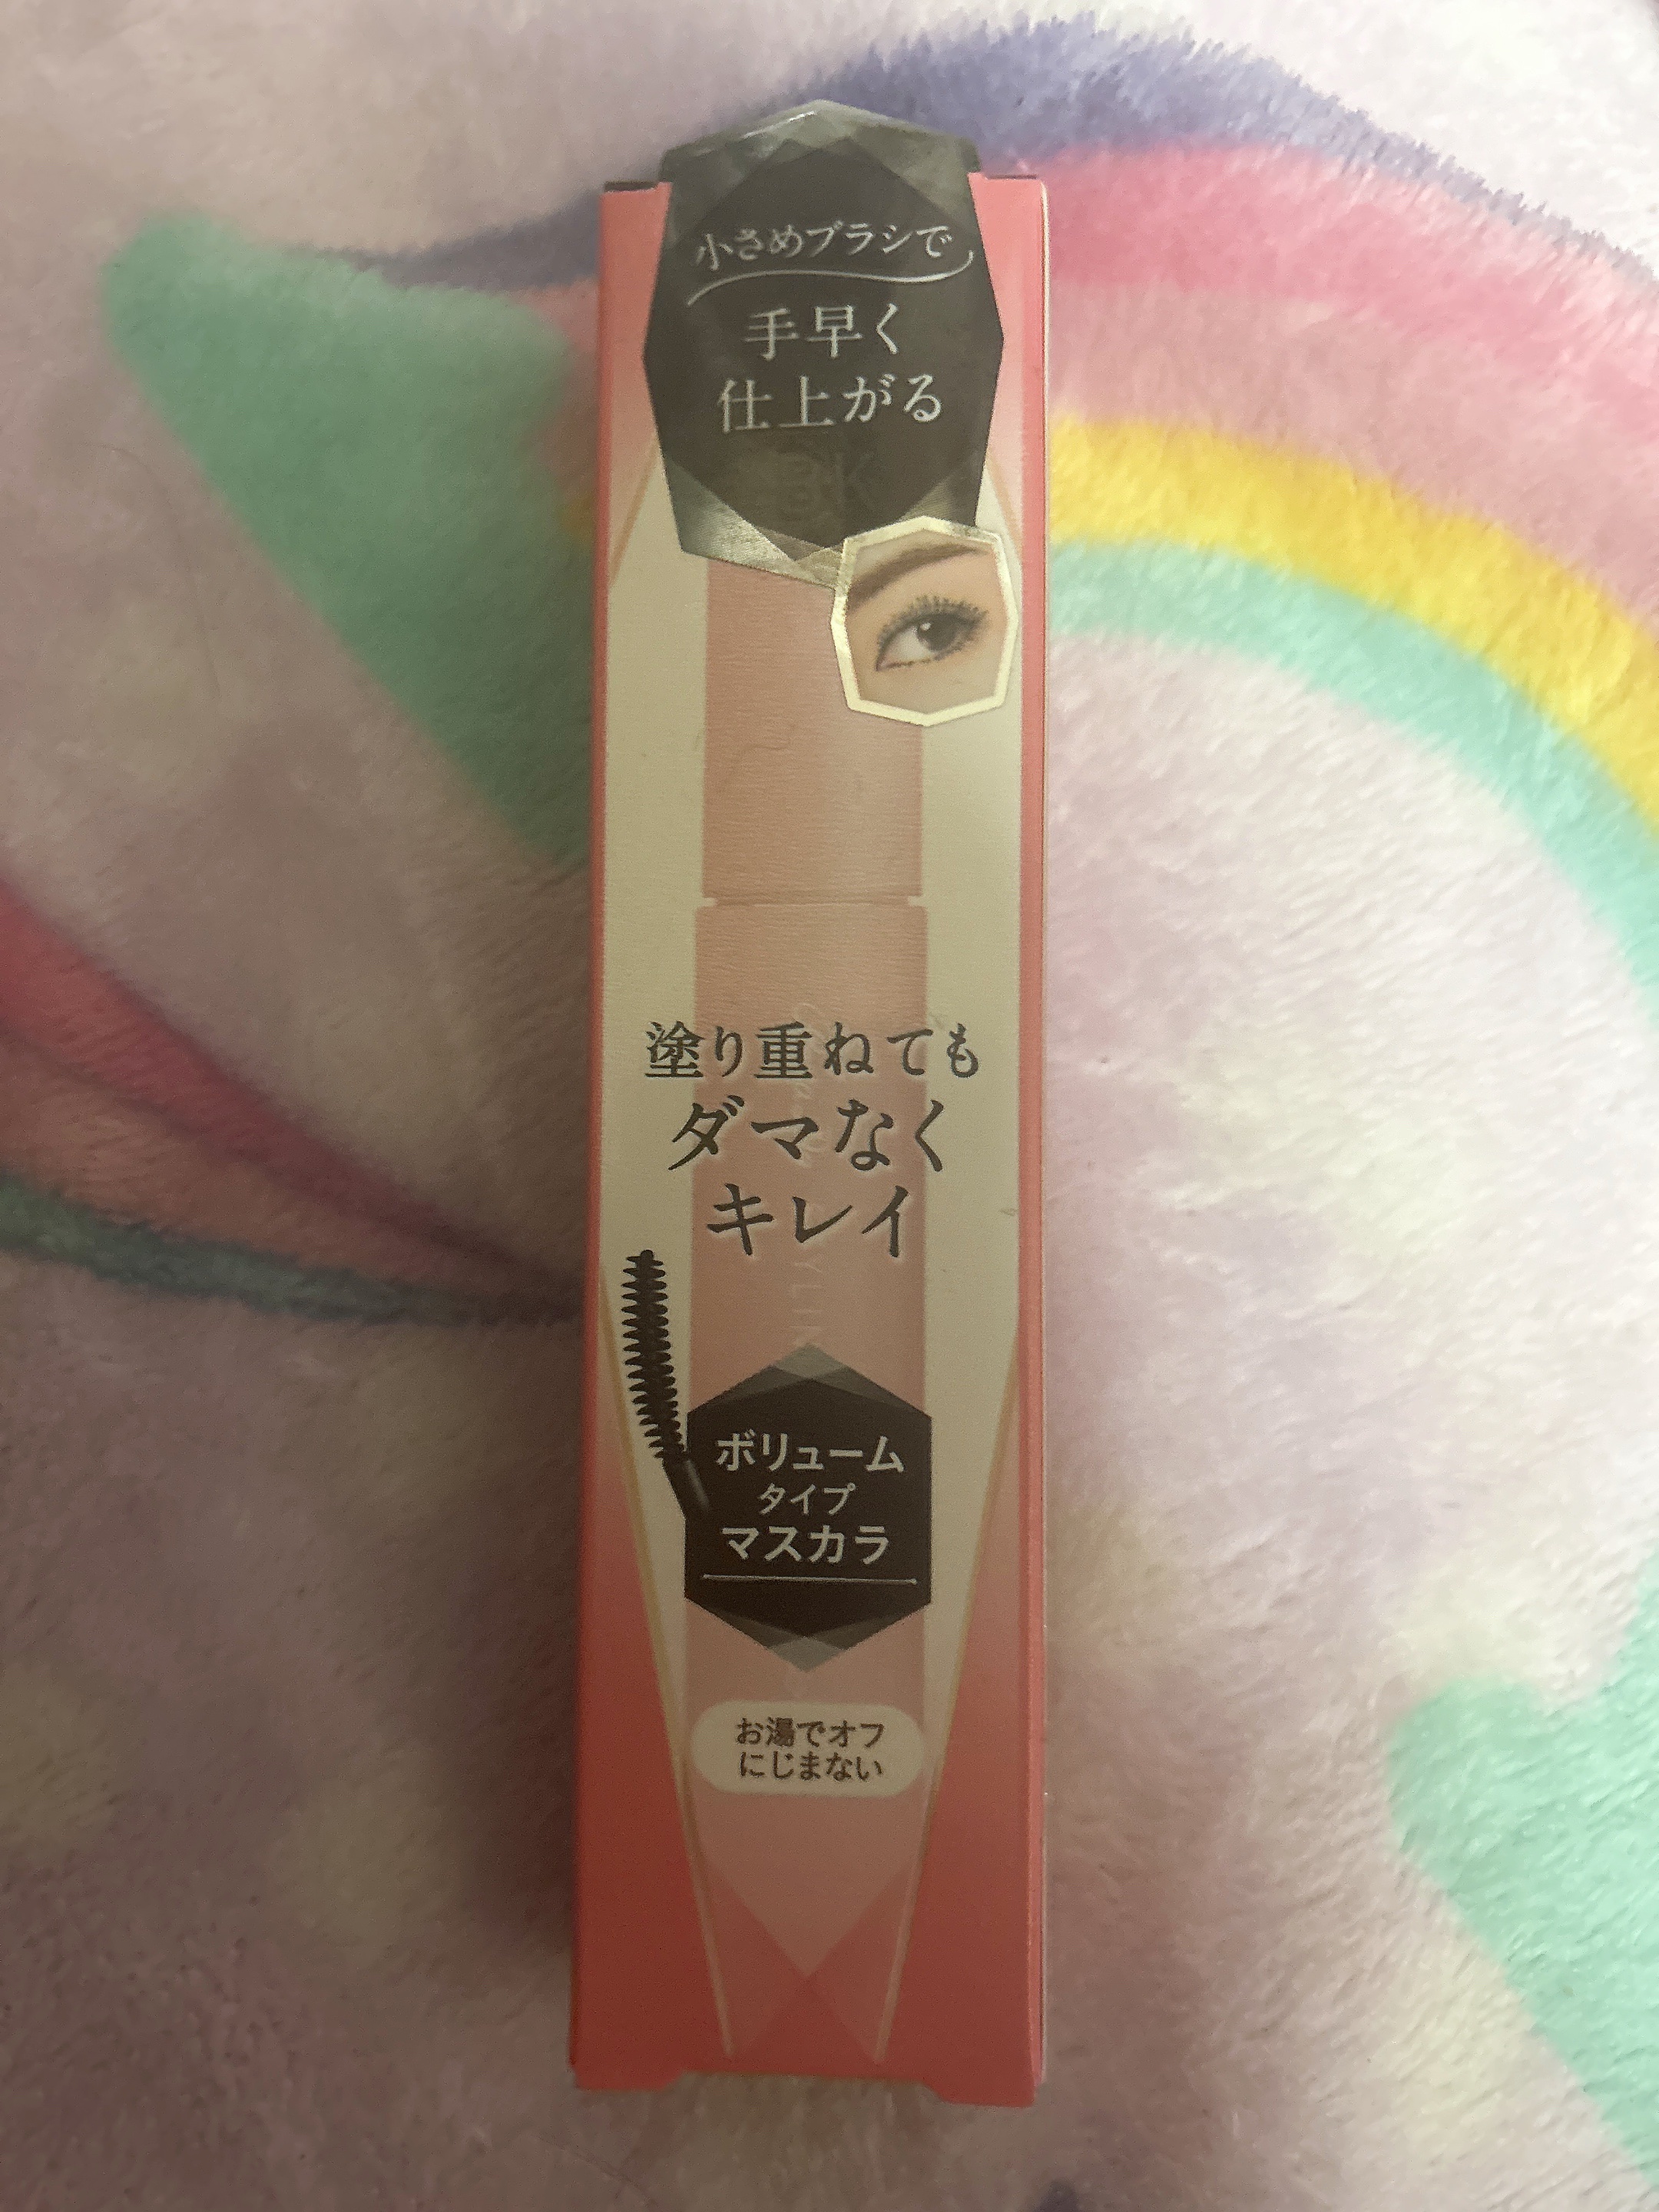 小さめブラシで
手早く
仕上がる
BK
塗り重ねても
ダマなく
キレイ
ボリューム
タイプ
マスカラ
お湯でオフ
にじまない